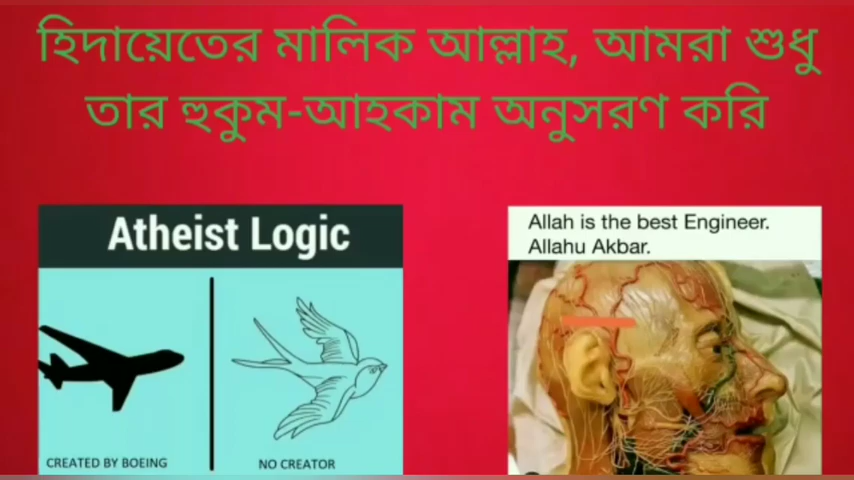 হিদায়েতের মালিক আল্লাহ, আমরা শুধু
তার হুকুম-আহকাম অনুসরণ করি
Atheist Logic
CREATED BY BOEING
NO CREATOR
Allah is the best Engineer.
Allahu Akbar.